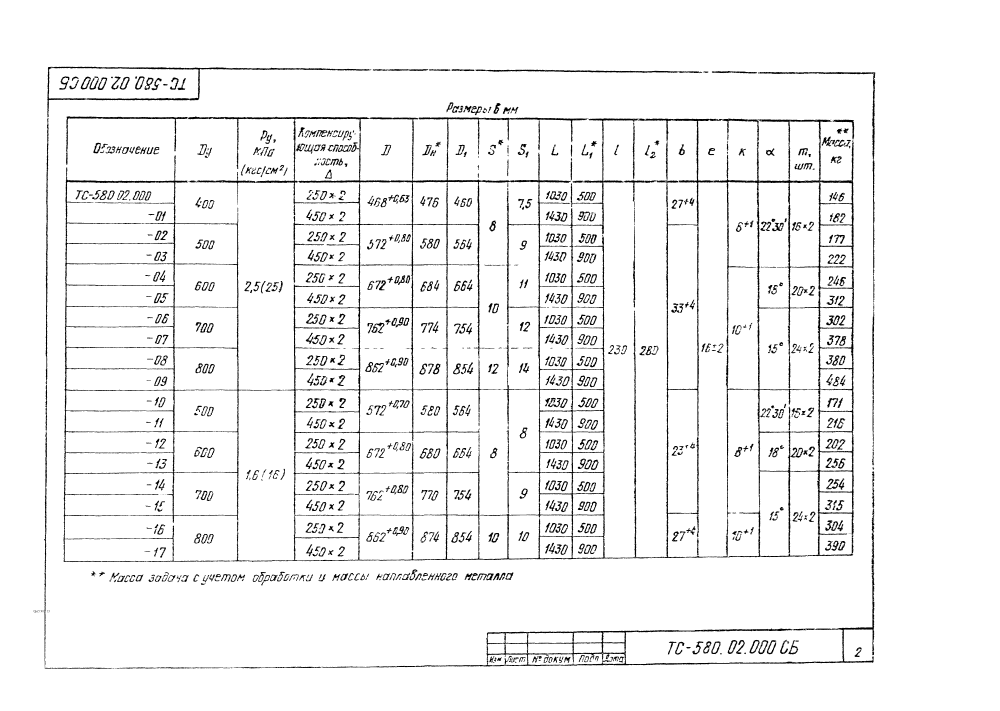 ТС-580.02.000 СБ
Размеры в мм
Обозначение Dу Ру, кПа (кгс/см²) Компенсирующая способность, Δ D Dн* D₁ S* S₁ L L₁* l l₂* b e к α m, шт. Масса,** кг
ТС-580.02.000 400 2,5(25) 250×2 468⁺⁰,⁶³ 476 460 8 7,5 1030 500 230 280 27⁺⁴ 16±2 6⁺¹ 22°30' 16×2 146
-01 450×2 1430 900 162
-02 500 250×2 572⁺⁰,⁸⁰ 580 564 9 1030 500 33⁺⁴ 177
-03 450×2 1430 900 222
-04 600 250×2 672⁺⁰,⁸⁰ 684 664 10 11 1030 500 10⁺¹ 18° 20×2 246
-05 450×2 1430 900 312
-06 700 250×2 762⁺⁰,⁹⁰ 774 754 12 1030 500 15° 24×2 302
-07 450×2 1430 900 378
-08 800 250×2 862⁺⁰,⁹⁰ 878 854 12 14 1030 500 380
-09 450×2 1430 900 484
-10 500 1,6(16) 250×2 572⁺⁰,⁷⁰ 580 564 8 8 1030 500 23⁺⁴ 8⁺¹ 22°30' 16×2 171
-11 450×2 1430 900 216
-12 600 250×2 672⁺⁰,⁸⁰ 680 664 1030 500 18° 20×2 202
-13 450×2 1430 900 256
-14 700 250×2 762⁺⁰,⁸⁰ 770 754 9 1030 500 15° 24×2 254
-15 450×2 1430 900 315
-16 800 250×2 862⁺⁰,⁹⁰ 874 854 10 10 1030 500 27⁺⁴ 10⁺¹ 304
-17 450×2 1430 900 390
** Масса задача с учетом обработки и массы наплавленного металла
Изм Лист № докум Подп Дата
ТС-580.02.000 СБ
2